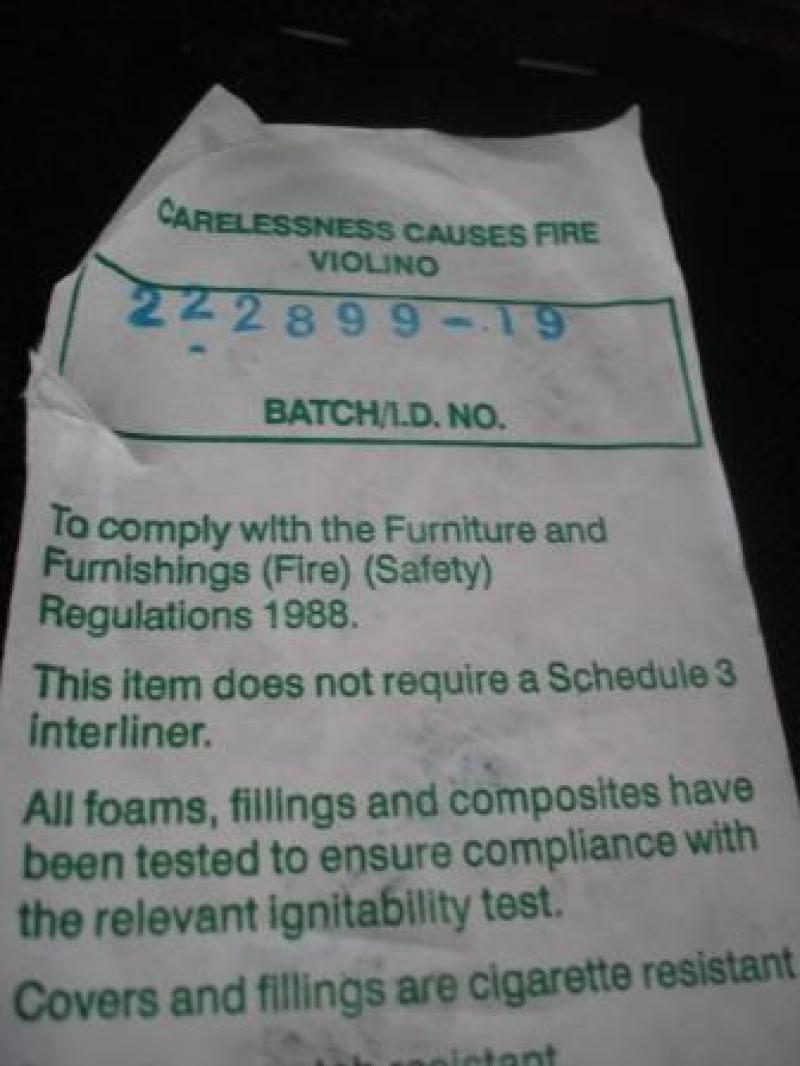 CARELESSNESS CAUSES FIRE
VIOLINO
222899-19
BATCH/I.D. NO.
To comply with the Furniture and
Furnishings (Fire) (Safety)
Regulations 1988.
This item does not require a Schedule 3
interliner.
All foams, fillings and composites have
been tested to ensure compliance with
the relevant ignitability test.
Covers and fillings are cigarette resistant
resistant